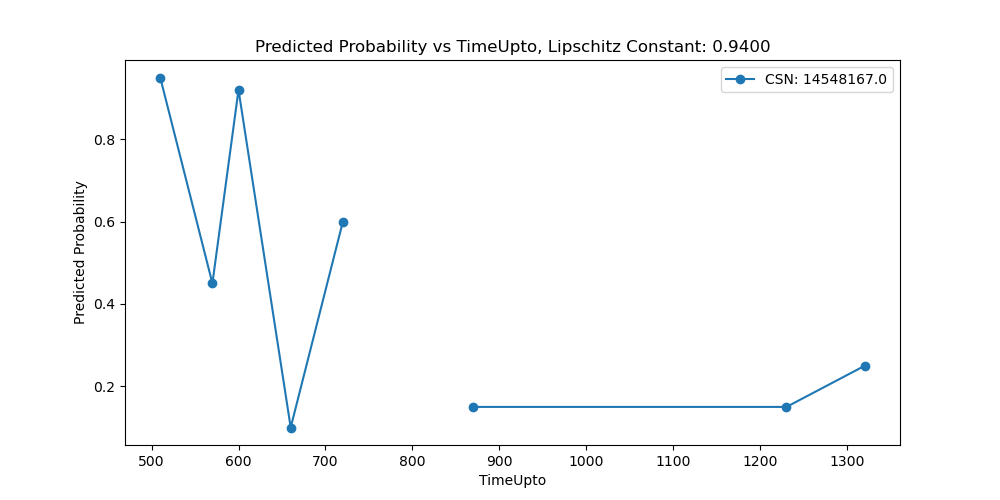 Predicted Probability vs TimeUpto, Lipschitz Constant: 0.9400
CSN: 14548167.0
Predicted Probability
0.8
0.6
0.4
0.2
500 600 700 800 900 1000 1100 1200 1300
TimeUpto